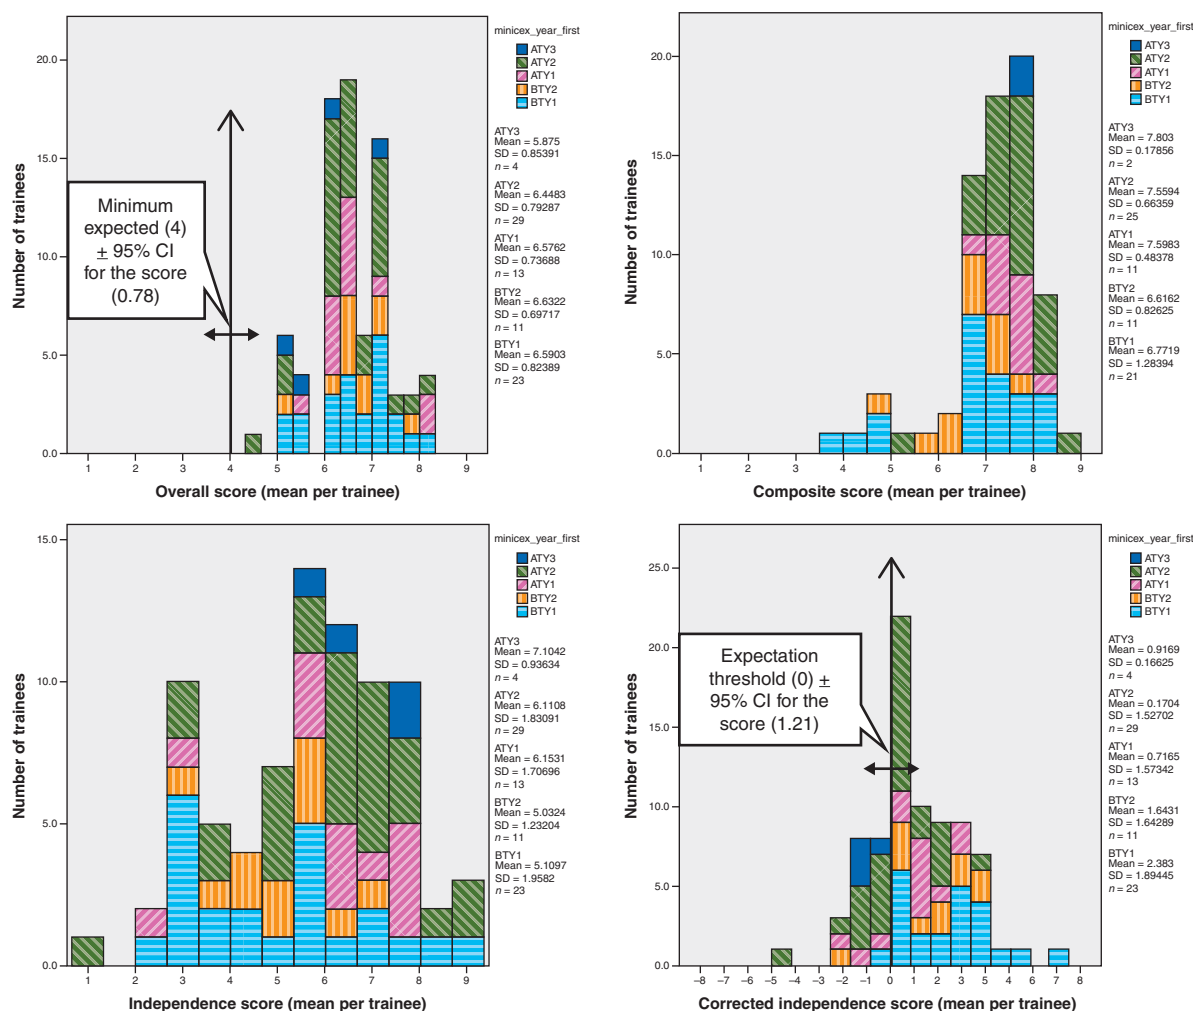 minicex_year_first
ATY3
ATY2
ATY1
BTY2
BTY1
20.0
15.0
10.0
5.0
0.0
Number of trainees
Minimum
expected (4)
+ 95% CI
for the score
(0.78)
ATY3
Mean = 5.875
SD = 0.85391
n = 4
ATY2
Mean = 6.4483
SD = 0.79287
n = 29
ATY1
Mean = 6.5762
SD = 0.73688
n = 13
BTY2
Mean = 6.6322
SD = 0.69717
n = 11
BTY1
Mean = 6.5903
SD = 0.82389
n = 23
1 2 3 4 5 6 7 8 9
Overall score (mean per trainee)
minicex_year_first
ATY3
ATY2
ATY1
BTY2
BTY1
20.0
15.0
10.0
5.0
0.0
Number of trainees
ATY3
Mean = 7.803
SD = 0.17856
n = 2
ATY2
Mean = 7.5594
SD = 0.66359
n = 25
ATY1
Mean = 7.5983
SD = 0.48378
n = 11
BTY2
Mean = 6.6162
SD = 0.82625
n = 11
BTY1
Mean = 6.7719
SD = 1.28394
n = 21
1 2 3 4 5 6 7 8 9
Composite score (mean per trainee)
minicex_year_first
ATY3
ATY2
ATY1
BTY2
BTY1
15.0
10.0
5.0
0.0
Number of trainees
ATY3
Mean = 7.1042
SD = 0.93634
n = 4
ATY2
Mean = 6.1108
SD = 1.83091
n = 29
ATY1
Mean = 6.1531
SD = 1.70696
n = 13
BTY2
Mean = 5.0324
SD = 1.23204
n = 11
BTY1
Mean = 5.1097
SD = 1.9582
n = 23
1 2 3 4 5 6 7 8 9
Independence score (mean per trainee)
minicex_year_first
ATY3
ATY2
ATY1
BTY2
BTY1
25.0
20.0
15.0
10.0
5.0
0.0
Number of trainees
Expectation
threshold (0) ±
95% CI for the
score (1.21)
ATY3
Mean = 0.9169
SD = 0.16625
n = 4
ATY2
Mean = 0.1704
SD = 1.52702
n = 29
ATY1
Mean = 0.7165
SD = 1.57342
n = 13
BTY2
Mean = 1.6431
SD = 1.64289
n = 11
BTY1
Mean = 2.383
SD = 1.89445
n = 23
–8 –7 –6 –5 –4 –3 –2 –1 0 1 2 3 4 5 6 7 8
Corrected independence score (mean per trainee)